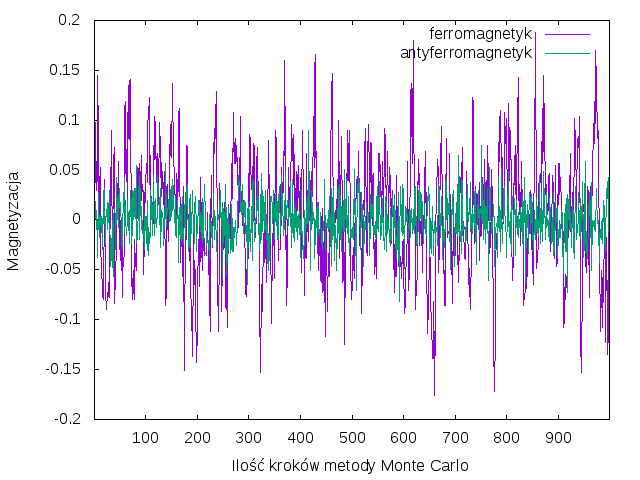 ferromagnetyk
antyferromagnetyk
Magnetyzacja
0.2
0.15
0.1
0.05
0
-0.05
-0.1
-0.15
-0.2
100 200 300 400 500 600 700 800 900
Ilość kroków metody Monte Carlo